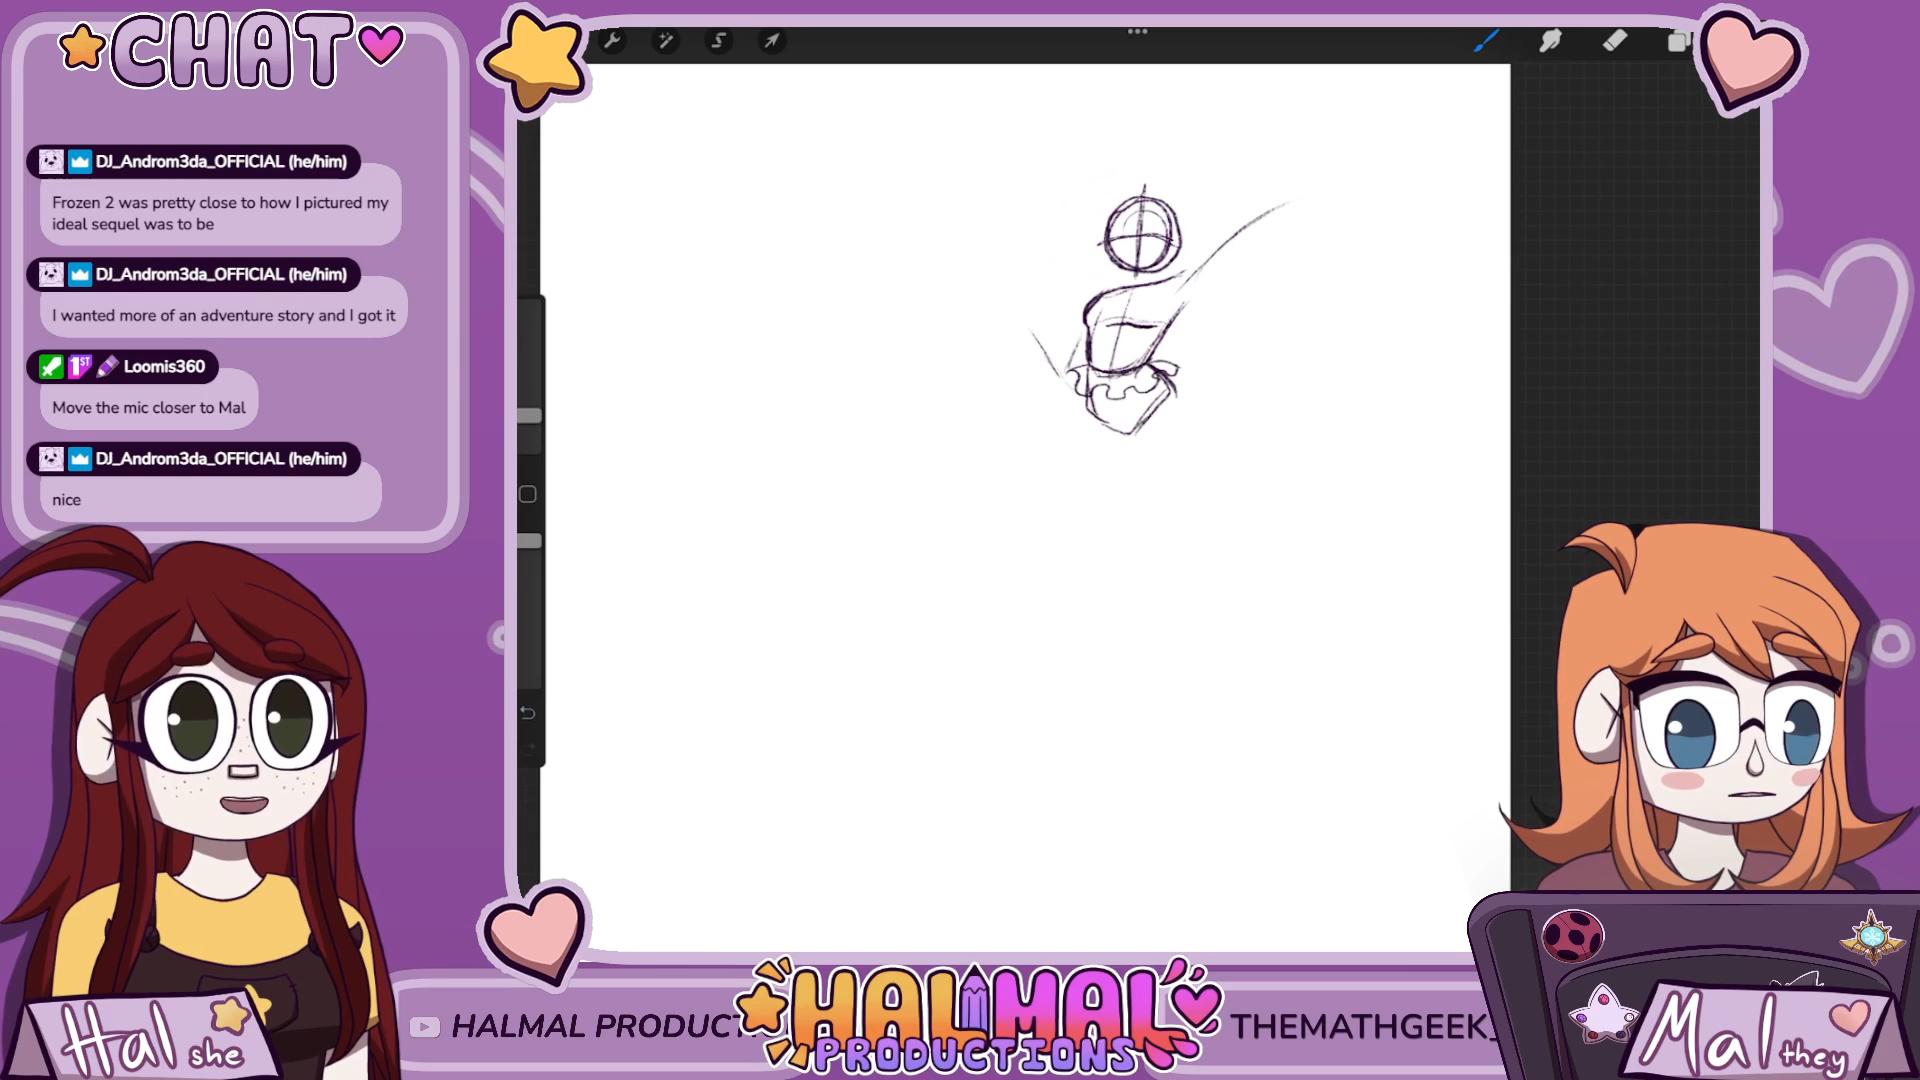 CHAT
DJ_Androm3da_OFFICIAL (he/him)
Frozen 2 was pretty close to how I pictured my
ideal sequel was to be
DJ_Androm3da_OFFICIAL (he/him)
I wanted more of an adventure story and I got it
1ST Loomis360
Move the mic closer to Mal
DJ_Androm3da_OFFICIAL (he/him)
nice
Hal she
HALMAL PRODUCT
HALMAL
PRODUCTIONS
THEMATHGEEK_
Mal they